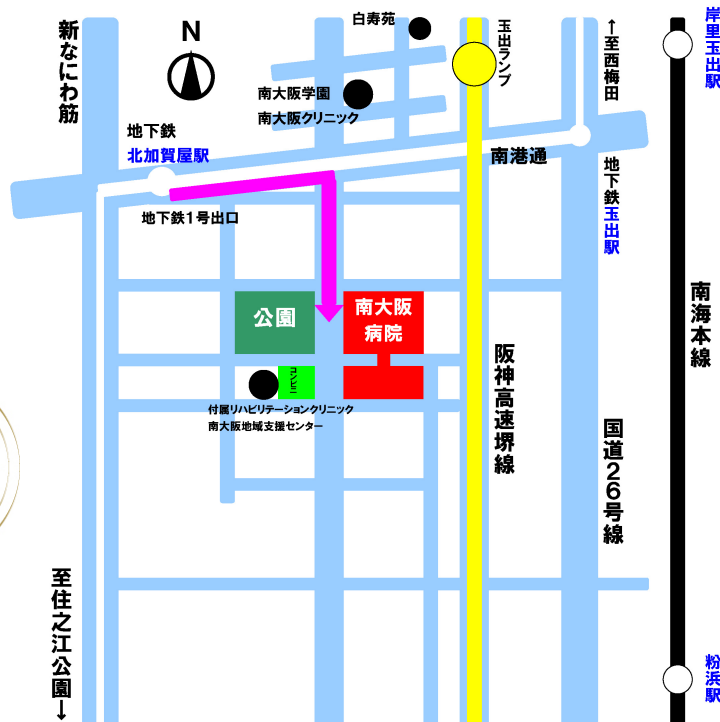 白寿苑
玉出ランプ
↑至西梅田
岸里玉出駅
新なにわ筋
N
南大阪学園
南大阪クリニック
地下鉄
北加賀屋駅
南港通
地下鉄玉出駅
地下鉄1号出口
南海本線
公園
南大阪
病院
阪神高速堺線
コンビニ
付属リハビリテーションクリニック
南大阪地域支援センター
国道26号線
至住之江公園↓
粉浜駅